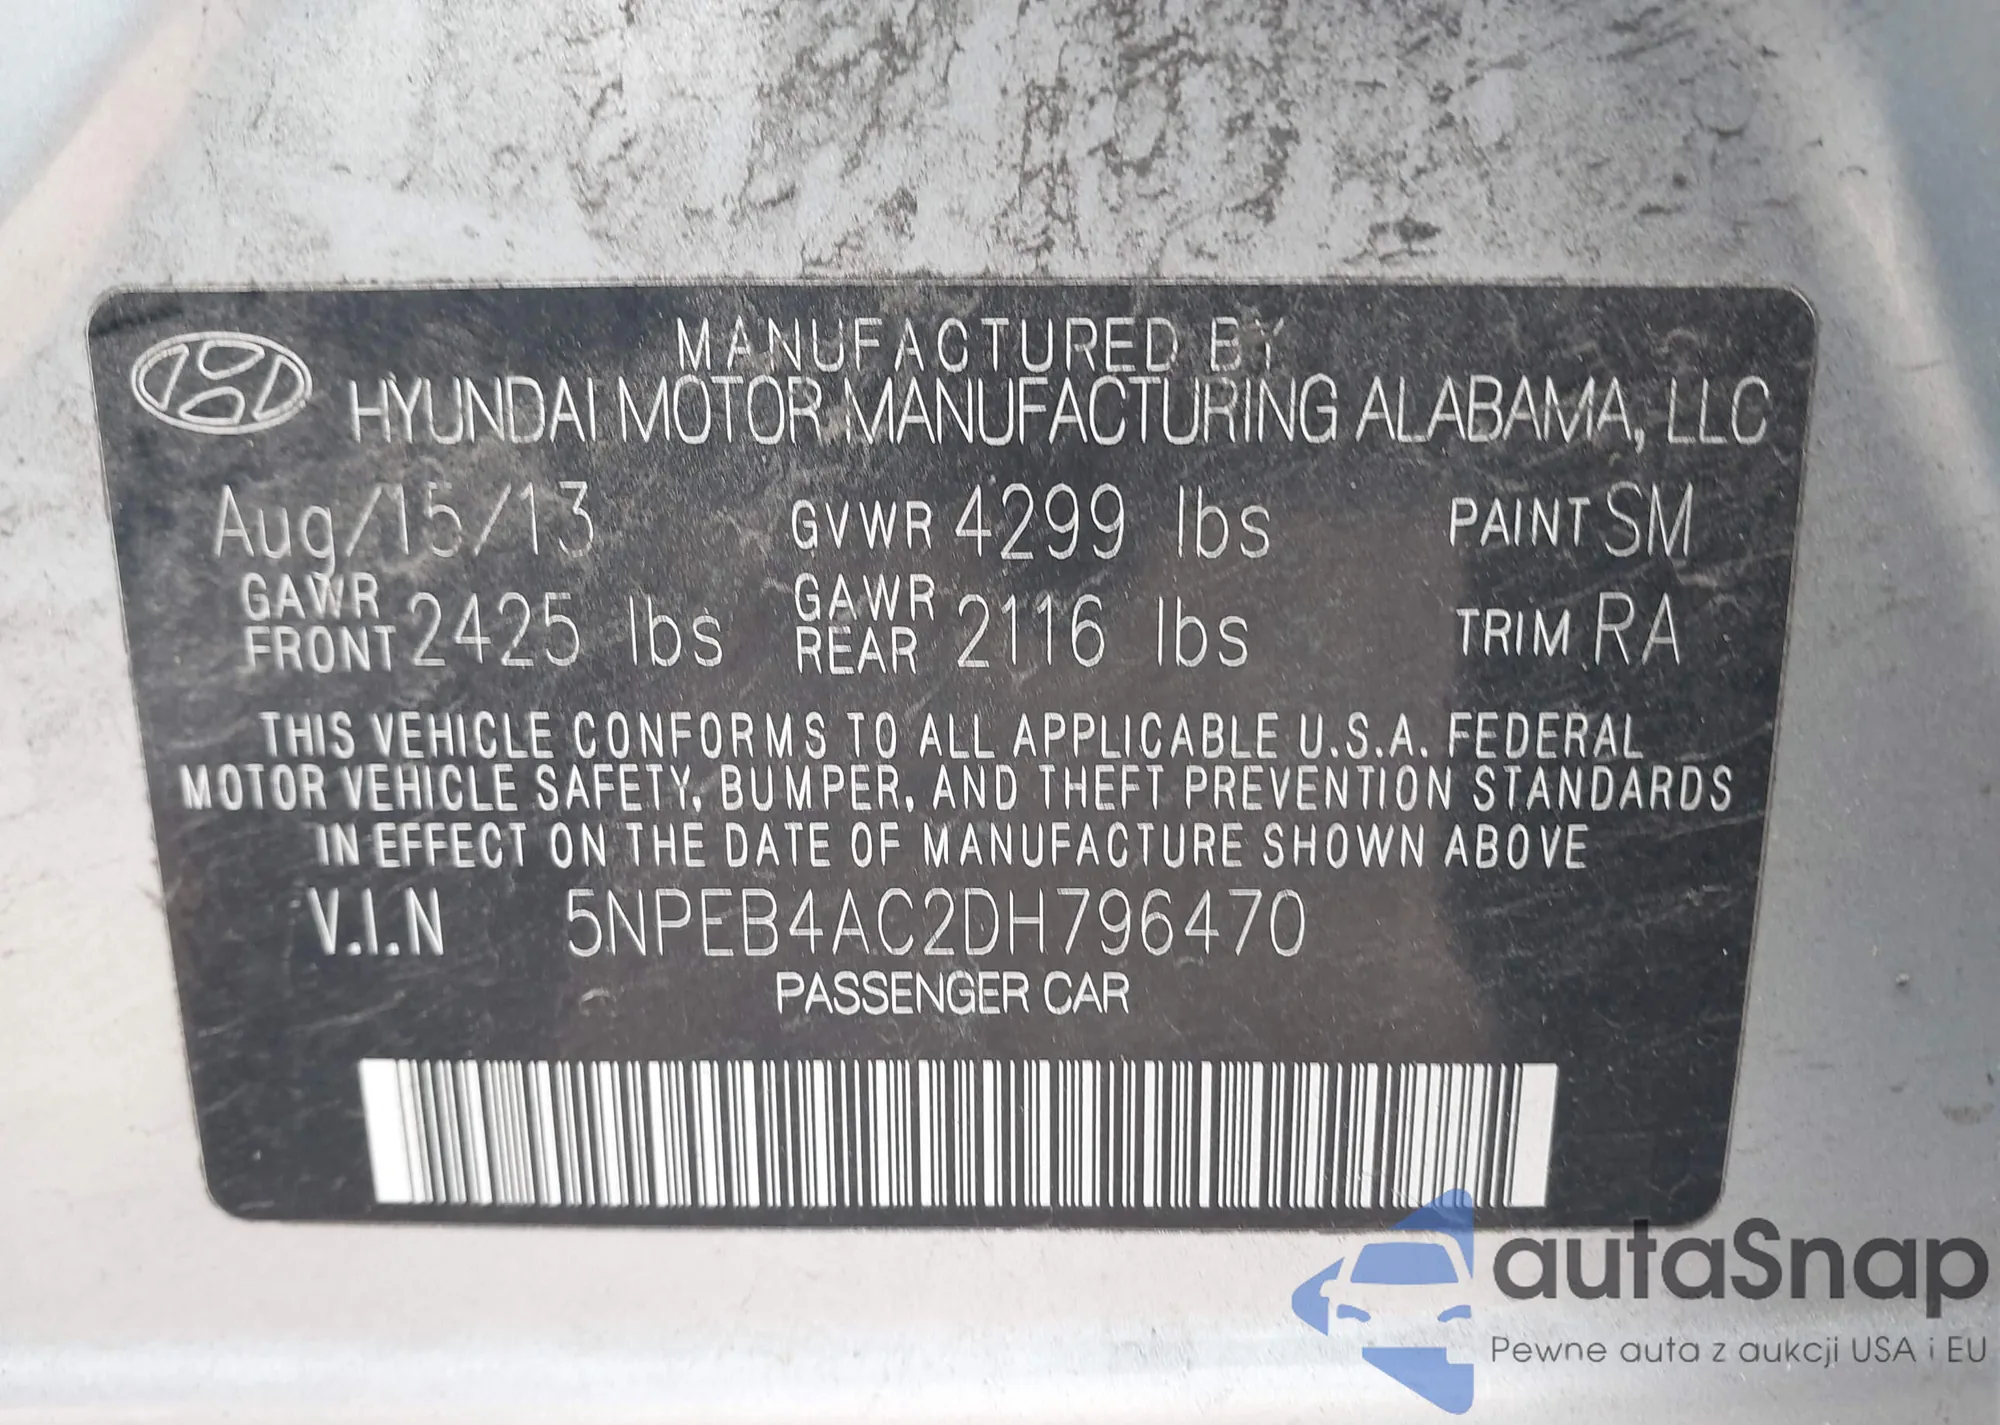 MANUFACTURED BY
HYUNDAI MOTOR MANUFACTURING ALABAMA, LLC
Aug/15/13 GVWR 4299 lbs PAINT SM
GAWR FRONT 2425 lbs GAWR REAR 2116 lbs TRIM RA
THIS VEHICLE CONFORMS TO ALL APPLICABLE U.S.A. FEDERAL
MOTOR VEHICLE SAFETY, BUMPER, AND THEFT PREVENTION STANDARDS
IN EFFECT ON THE DATE OF MANUFACTURE SHOWN ABOVE
V.I.N 5NPEB4AC2DH796470
PASSENGER CAR
autaSnap
Pewne auta z aukcji USA i EU